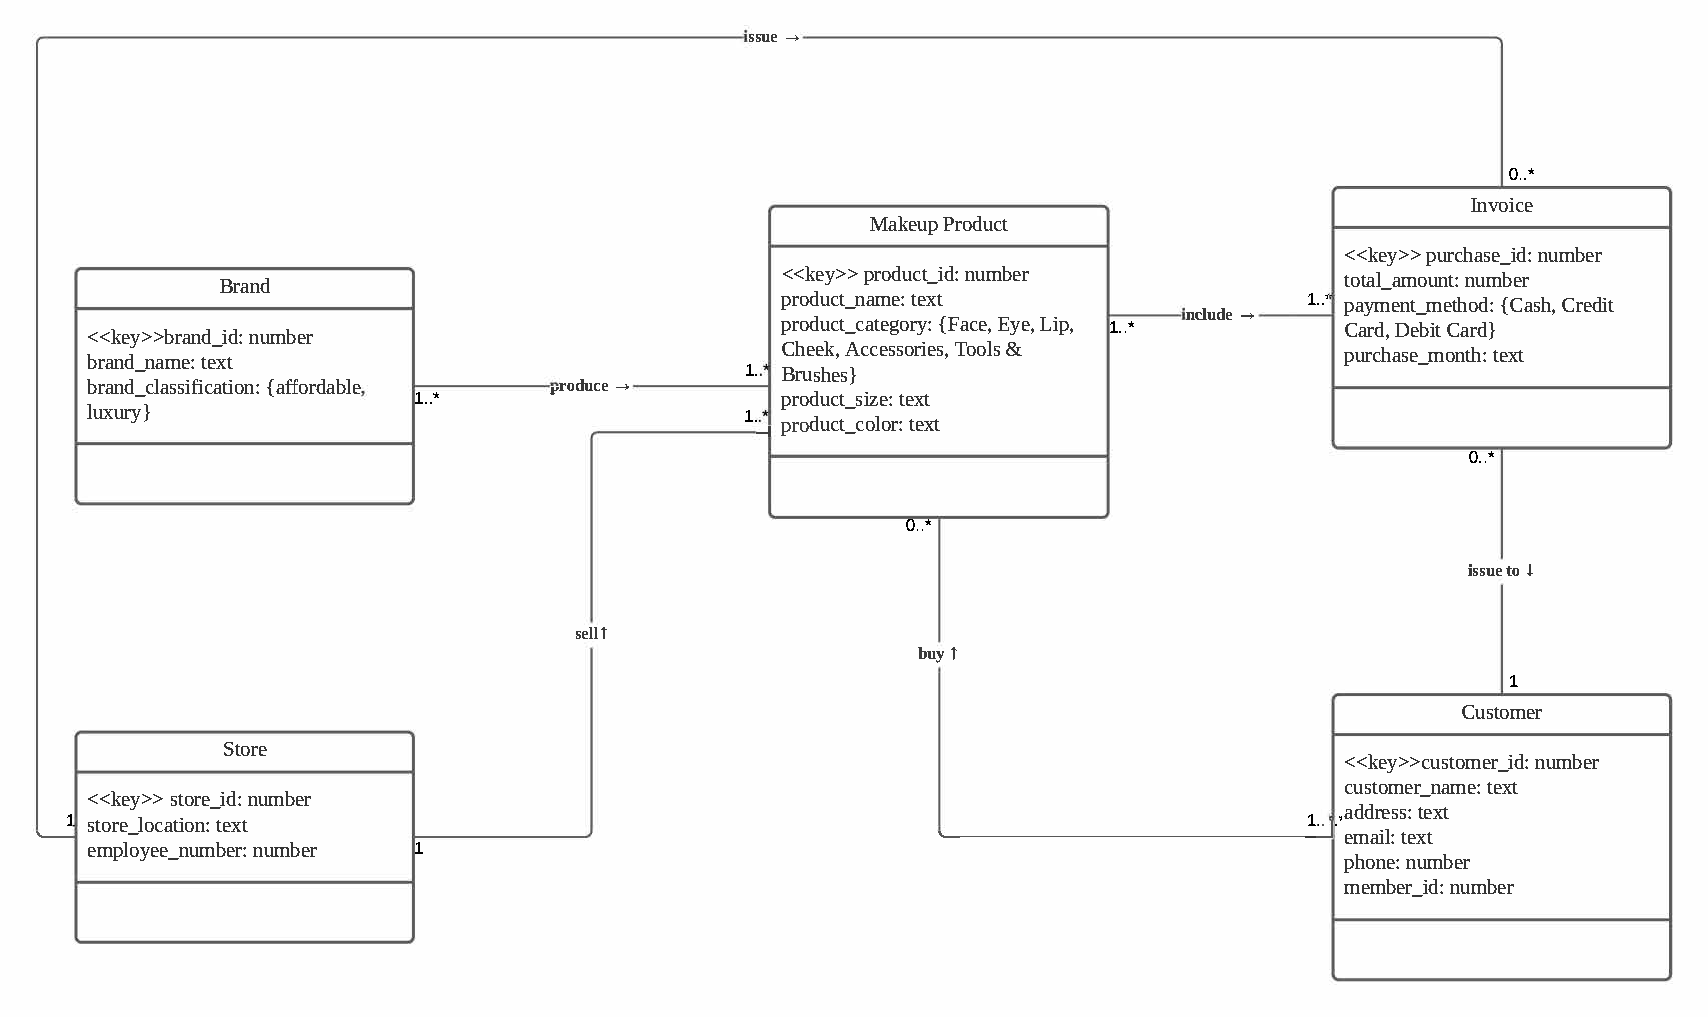 issue →
0..*
Invoice
<<key>> purchase_id: number
total_amount: number
payment_method: {Cash, Credit
Card, Debit Card}
purchase_month: text
Makeup Product
<<key>> product_id: number
product_name: text
product_category: {Face, Eye, Lip,
Cheek, Accessories, Tools &
Brushes}
product_size: text
product_color: text
1..*
include →
1..*
Brand
<<key>>brand_id: number
brand_name: text
brand_classification: {affordable,
luxury}
1..*
produce →
1..*
1..*
0..*
0..*
issue to ↓
sell↑
buy ↑
1
Customer
<<key>>customer_id: number
customer_name: text
address: text
email: text
phone: number
member_id: number
1..*
Store
<<key>> store_id: number
store_location: text
employee_number: number
1
1